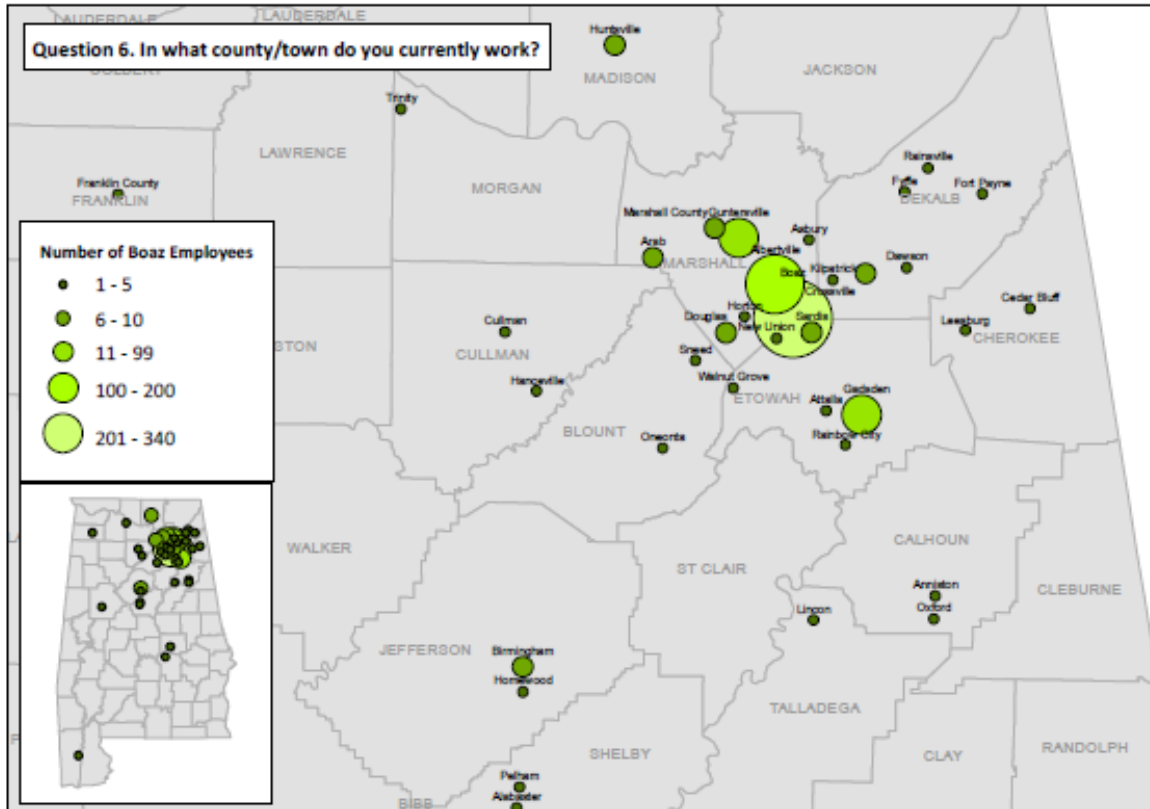 LAUDERDALE
LAUDERDALE
Question 6. In what county/town do you currently work?
Huntsville
MADISON
JACKSON
Trinity
LAWRENCE
MORGAN
Rainsville
Fyffe
Fort Payne
DEKALB
Franklin County
FRANKLIN
Marshall County
Guntersville
Asbury
Arab
Albertville
MARSHALL
Boaz
Kilpatrick
Dawson
Crossville
Cedar Bluff
Horton
Douglas
Sardis
New Union
Leesburg
CHEROKEE
Cullman
CULLMAN
Sneed
Hanceville
Walnut Grove
ETOWAH
Gadsden
Attalla
Rainbow City
BLOUNT
Oneonta
STON
Number of Boaz Employees
1 - 5
6 - 10
11 - 99
100 - 200
201 - 340
WALKER
ST CLAIR
CALHOUN
CLEBURNE
Anniston
Oxford
Lincon
JEFFERSON
Birmingham
Homewood
TALLADEGA
SHELBY
CLAY
RANDOLPH
Pelham
Alabaster
BIBB